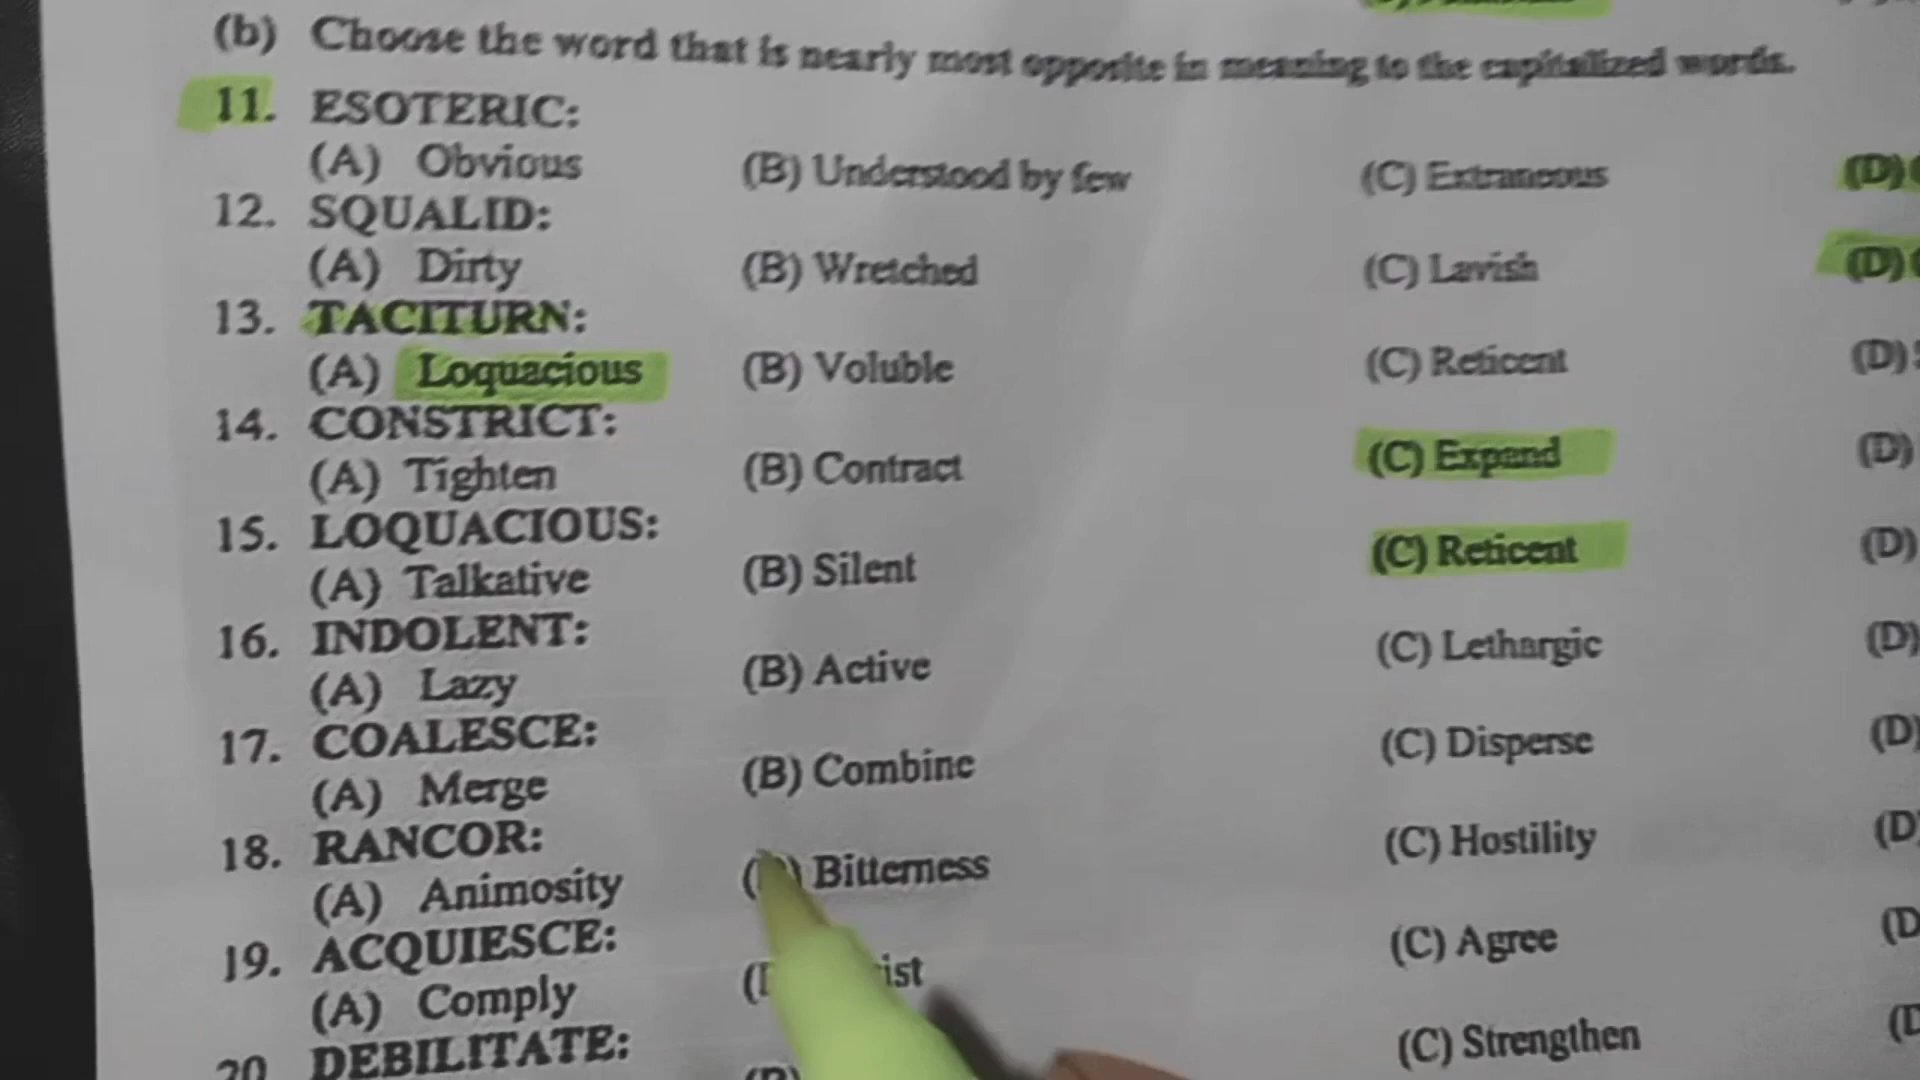 (b) Choose the word that is nearly most opposite in meaning to the capitalized words.
11. ESOTERIC:
(A) Obvious (B) Understood by few (C) Extraneous (D)
12. SQUALID:
(A) Dirty (B) Wretched (C) Lavish (D)
13. TACITURN:
(A) Loquacious (B) Voluble (C) Reticent (D)
14. CONSTRICT:
(A) Tighten (B) Contract (C) Expand (D)
15. LOQUACIOUS:
(A) Talkative (B) Silent (C) Reticent (D)
16. INDOLENT:
(A) Lazy (B) Active (C) Lethargic (D)
17. COALESCE:
(A) Merge (B) Combine (C) Disperse (D)
18. RANCOR:
(A) Animosity Bitterness (C) Hostility (D)
19. ACQUIESCE:
(A) Comply (C) Agree (D
20. DEBILITATE:
(B) (C) Strengthen (D